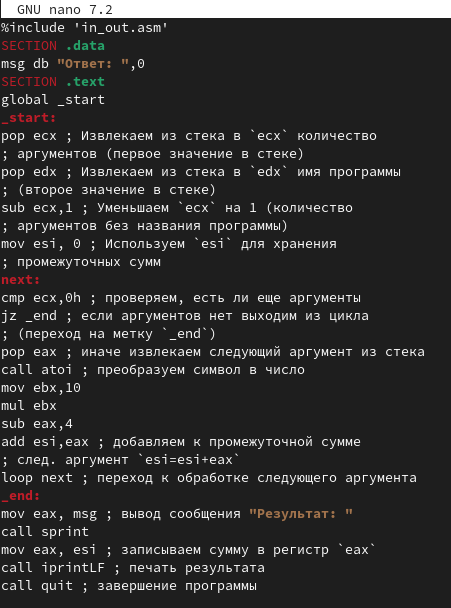 GNU nano 7.2
%include 'in_out.asm'
SECTION .data
msg db "Ответ: ",0
SECTION .text
global _start
_start:
pop ecx ; Извлекаем из стека в `ecx` количество
; аргументов (первое значение в стеке)
pop edx ; Извлекаем из стека в `edx` имя программы
; (второе значение в стеке)
sub ecx,1 ; Уменьшаем `ecx` на 1 (количество
; аргументов без названия программы)
mov esi, 0 ; Используем `esi` для хранения
; промежуточных сумм
next:
cmp ecx,0h ; проверяем, есть ли еще аргументы
jz _end ; если аргументов нет выходим из цикла
; (переход на метку `_end`)
pop eax ; иначе извлекаем следующий аргумент из стека
call atoi ; преобразуем символ в число
mov ebx,10
mul ebx
sub eax,4
add esi,eax ; добавляем к промежуточной сумме
; след. аргумент `esi=esi+eax`
loop next ; переход к обработке следующего аргумента
_end:
mov eax, msg ; вывод сообщения "Результат: "
call sprint
mov eax, esi ; записываем сумму в регистр `eax`
call iprintLF ; печать результата
call quit ; завершение программы